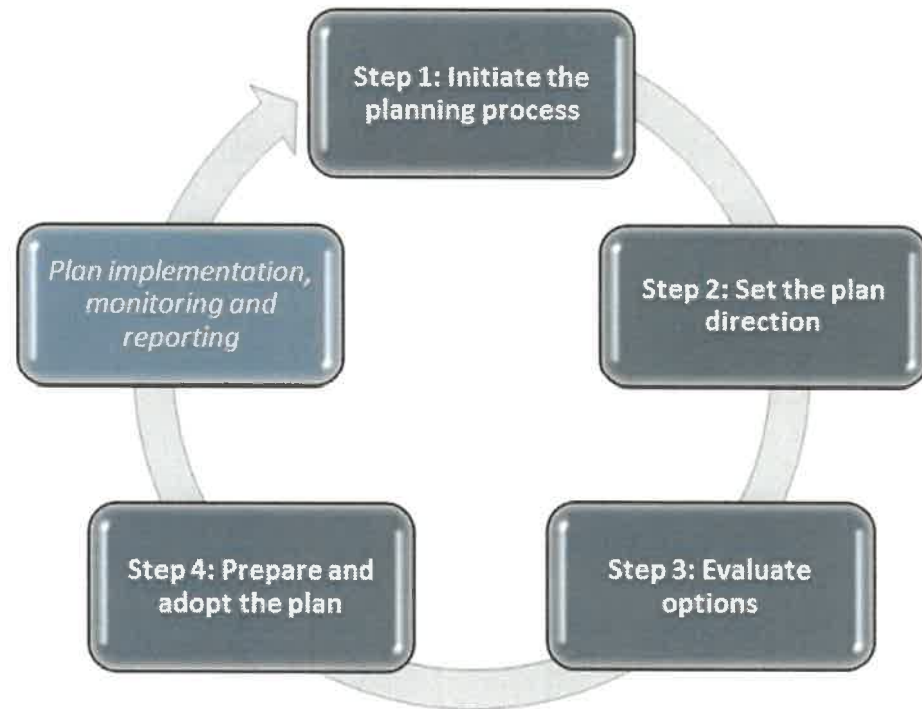 Step 1: Initiate the
planning process
Step 2: Set the plan
direction
Step 3: Evaluate
options
Step 4: Prepare and
adopt the plan
Plan implementation,
monitoring and
reporting